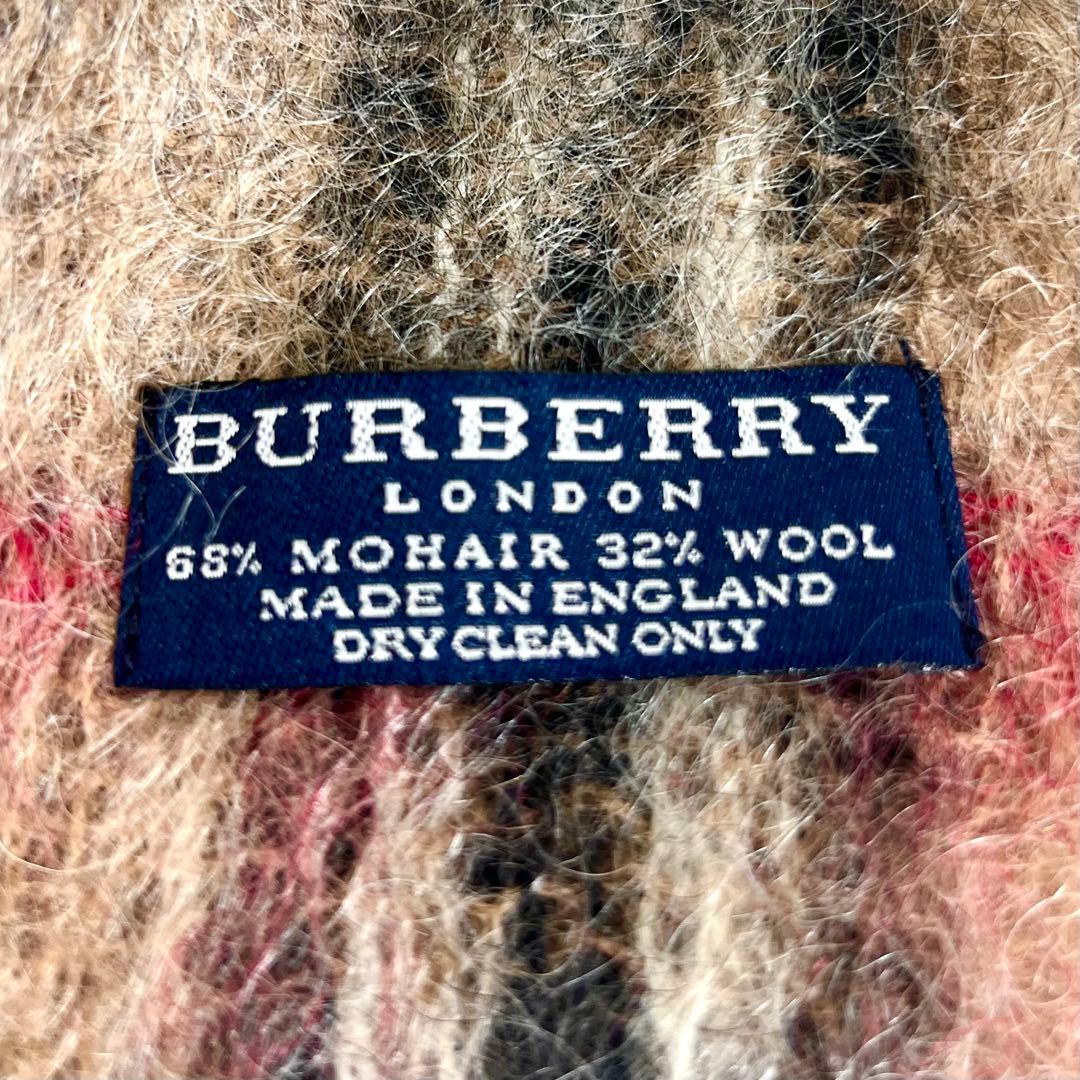 BURBERRY
LONDON
68% MOHAIR 32% WOOL
MADE IN ENGLAND
DRY CLEAN ONLY